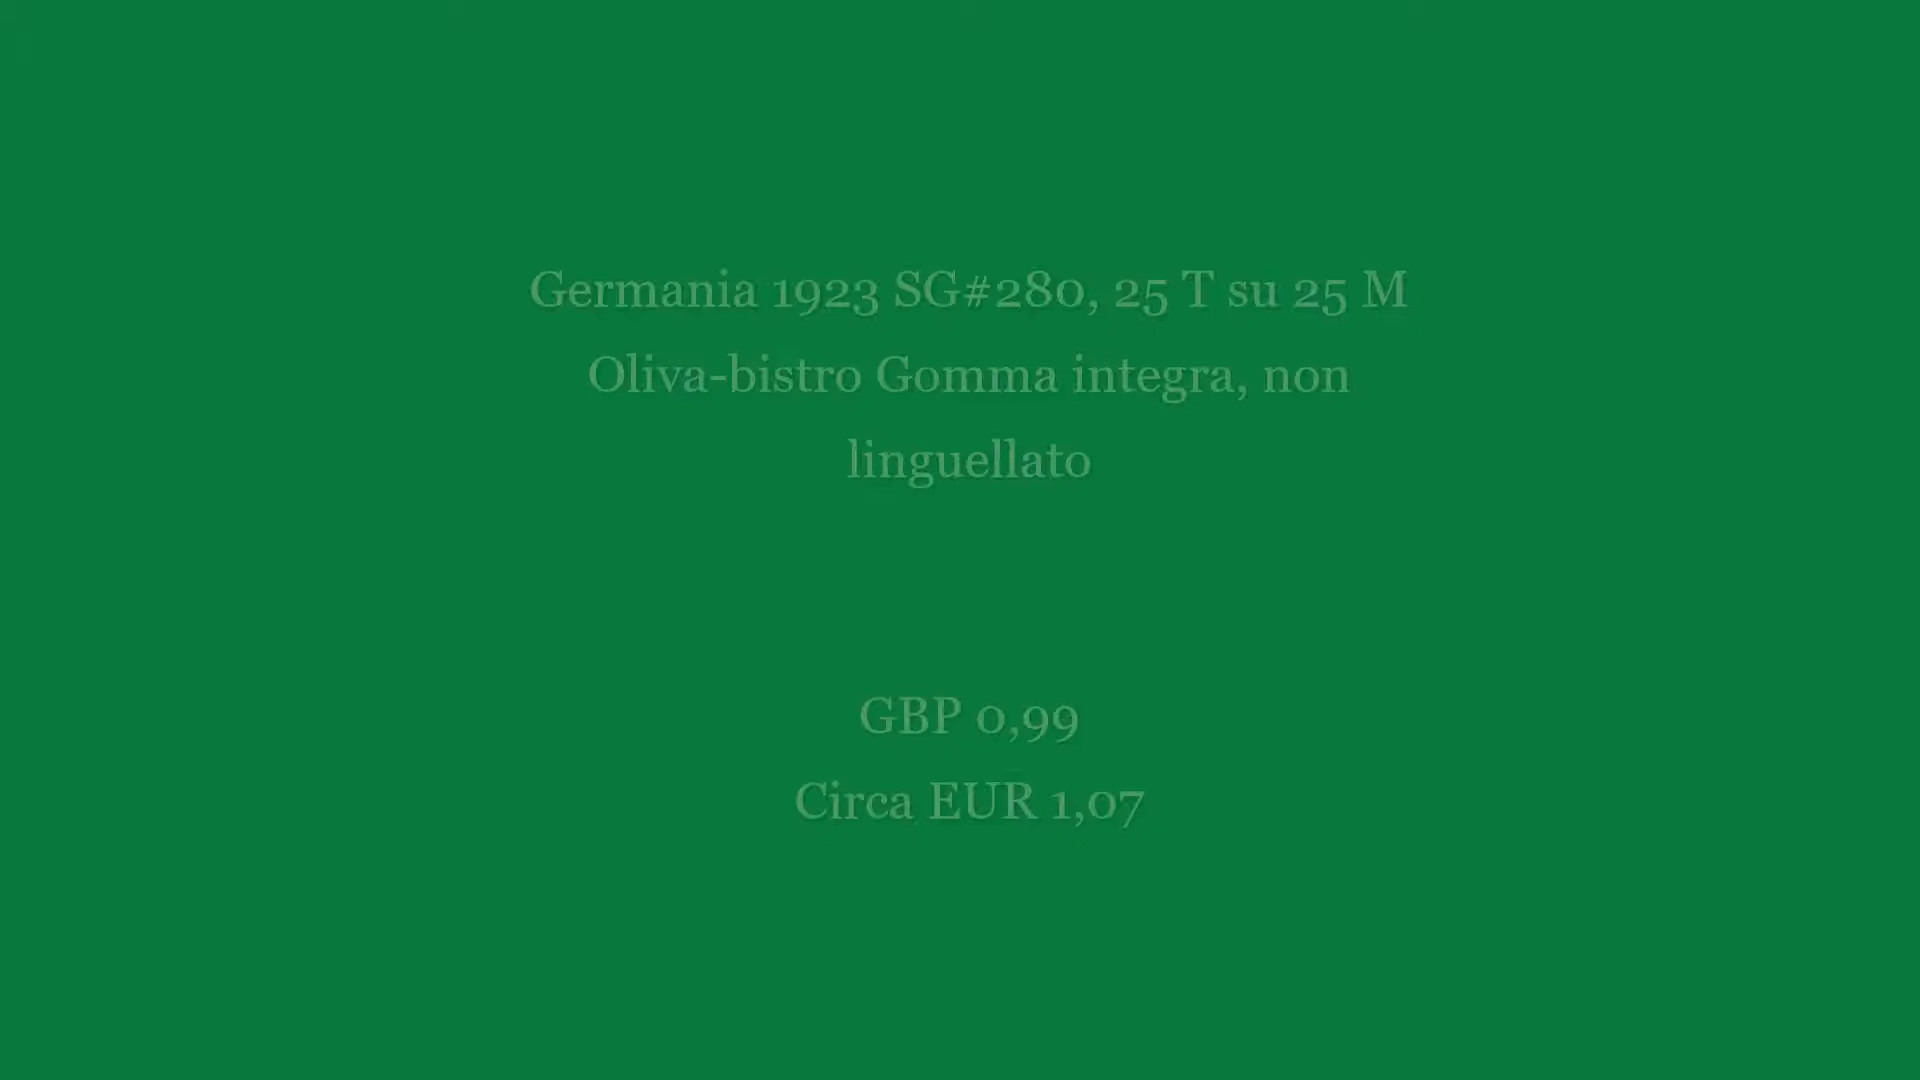 Germania 1923 SG#280, 25 T su 25 M
Oliva-bistro Gomma integra, non
linguellato
GBP 0,99
Circa EUR 1,07